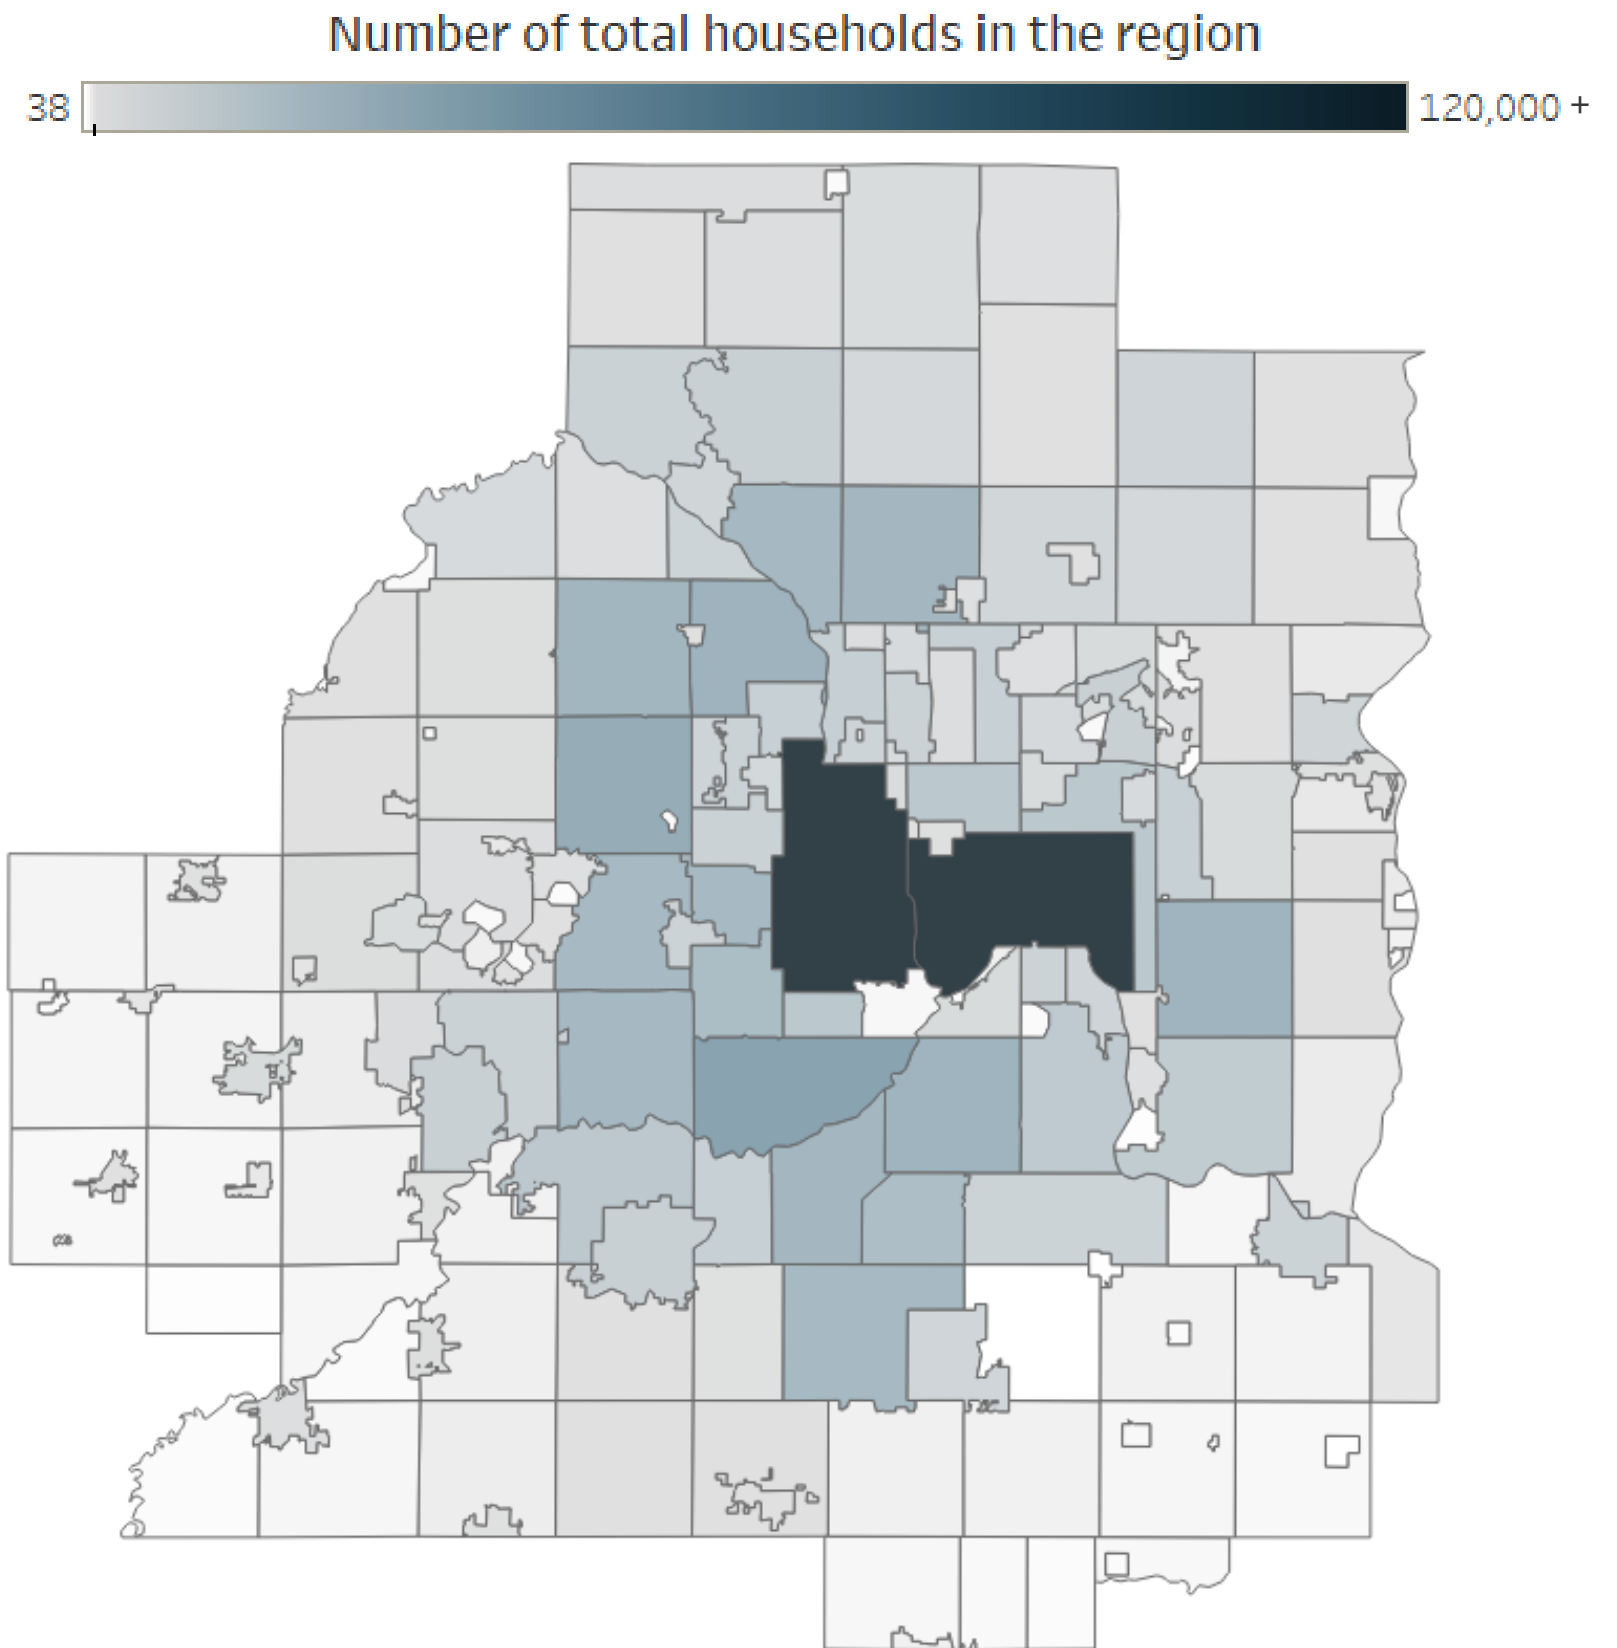 Number of total households in the region
38
120,000 +